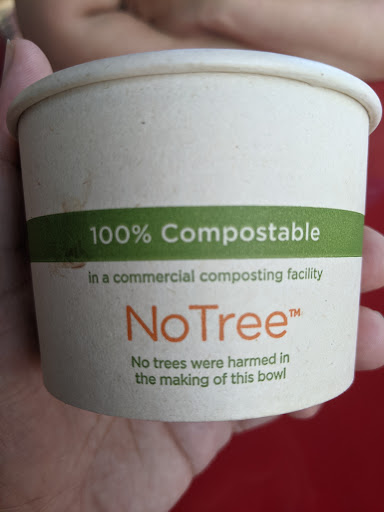 100% Compostable
in a commercial composting facility
NoTree™
No trees were harmed in
the making of this bowl